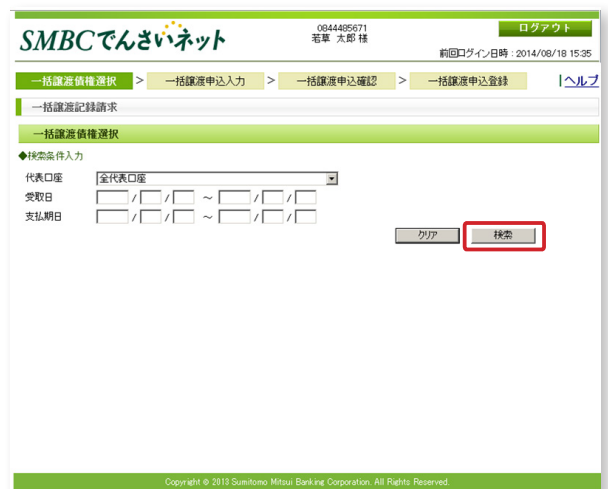 SMBCでんさいネット
0844485671
若草 太郎 様
ログアウト
前回ログイン日時：2014/08/18 15:35
一括譲渡債権選択 > 一括譲渡申込入力 > 一括譲渡申込確認 > 一括譲渡申込登録 |ヘルプ
一括譲渡記録請求
一括譲渡債権選択
◆検索条件入力
代表口座 全代表口座
受取日 / / ～ / /
支払期日 / / ～ / /
クリア 検索
Copyright © 2013 Sumitomo Mitsui Banking Corporation. All Rights Reserved.